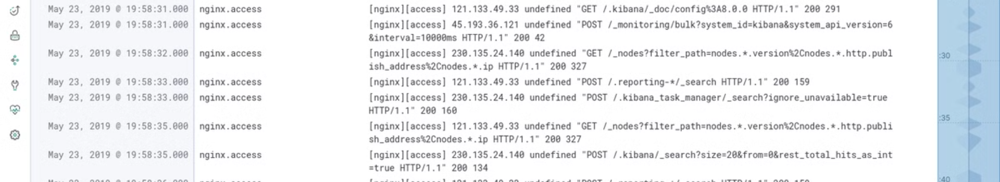 May 23, 2019 @ 19:58:31.000 nginx.access [nginx][access] 121.133.49.33 undefined "GET /.kibana/_doc/config%3A8.0.0 HTTP/1.1" 200 291
May 23, 2019 @ 19:58:31.000 nginx.access [nginx][access] 45.193.36.121 undefined "POST /_monitoring/bulk?system_id=kibana&system_api_version=6
&interval=10000ms HTTP/1.1" 200 42
May 23, 2019 @ 19:58:32.000 nginx.access [nginx][access] 230.135.24.140 undefined "GET /_nodes?filter_path=nodes.*.version%2Cnodes.*.http.publ
:30
ish_address%2Cnodes.*.ip HTTP/1.1" 200 327
May 23, 2019 @ 19:58:33.000 nginx.access [nginx][access] 121.133.49.33 undefined "POST /.reporting-*/_search HTTP/1.1" 200 159
May 23, 2019 @ 19:58:33.000 nginx.access [nginx][access] 230.135.24.140 undefined "POST /.kibana_task_manager/_search?ignore_unavailable=true
HTTP/1.1" 200 160
:35
May 23, 2019 @ 19:58:35.000 nginx.access [nginx][access] 121.133.49.33 undefined "GET /_nodes?filter_path=nodes.*.version%2Cnodes.*.http.publi
sh_address%2Cnodes.*.ip HTTP/1.1" 200 327
May 23, 2019 @ 19:58:35.000 nginx.access [nginx][access] 230.135.24.140 undefined "POST /.kibana/_search?size=20&from=0&rest_total_hits_as_int
=true HTTP/1.1" 200 134
:40